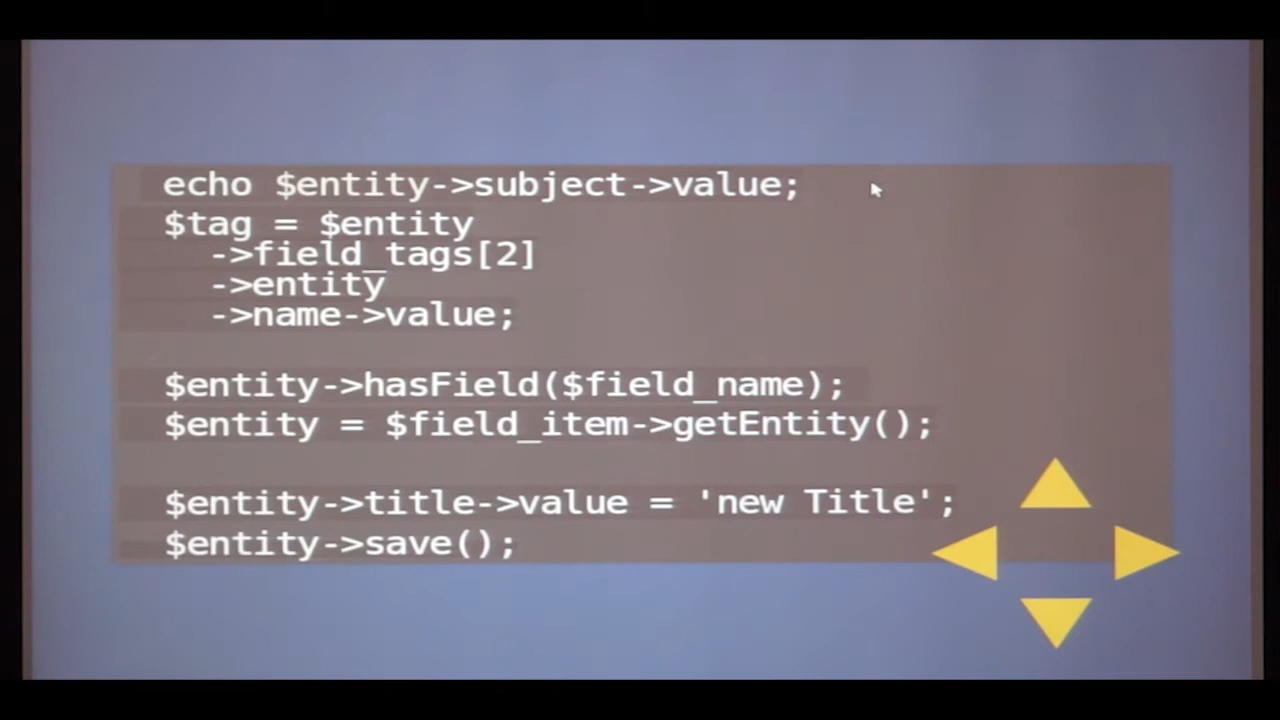 echo $entity->subject->value;
$tag = $entity
->field_tags[2]
->entity
->name->value;
$entity->hasField($field_name);
$entity = $field_item->getEntity();
$entity->title->value = 'new Title';
$entity->save();